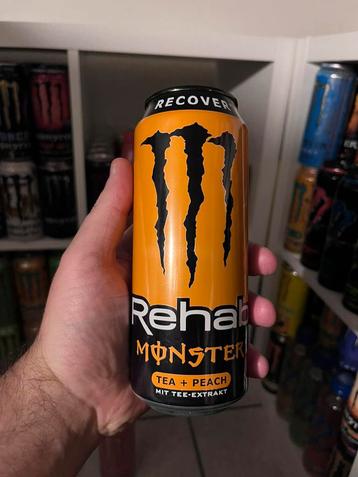 RECOVER
Rehab
MONSTER
TEA + PEACH
MIT TEE-EXTRAKT